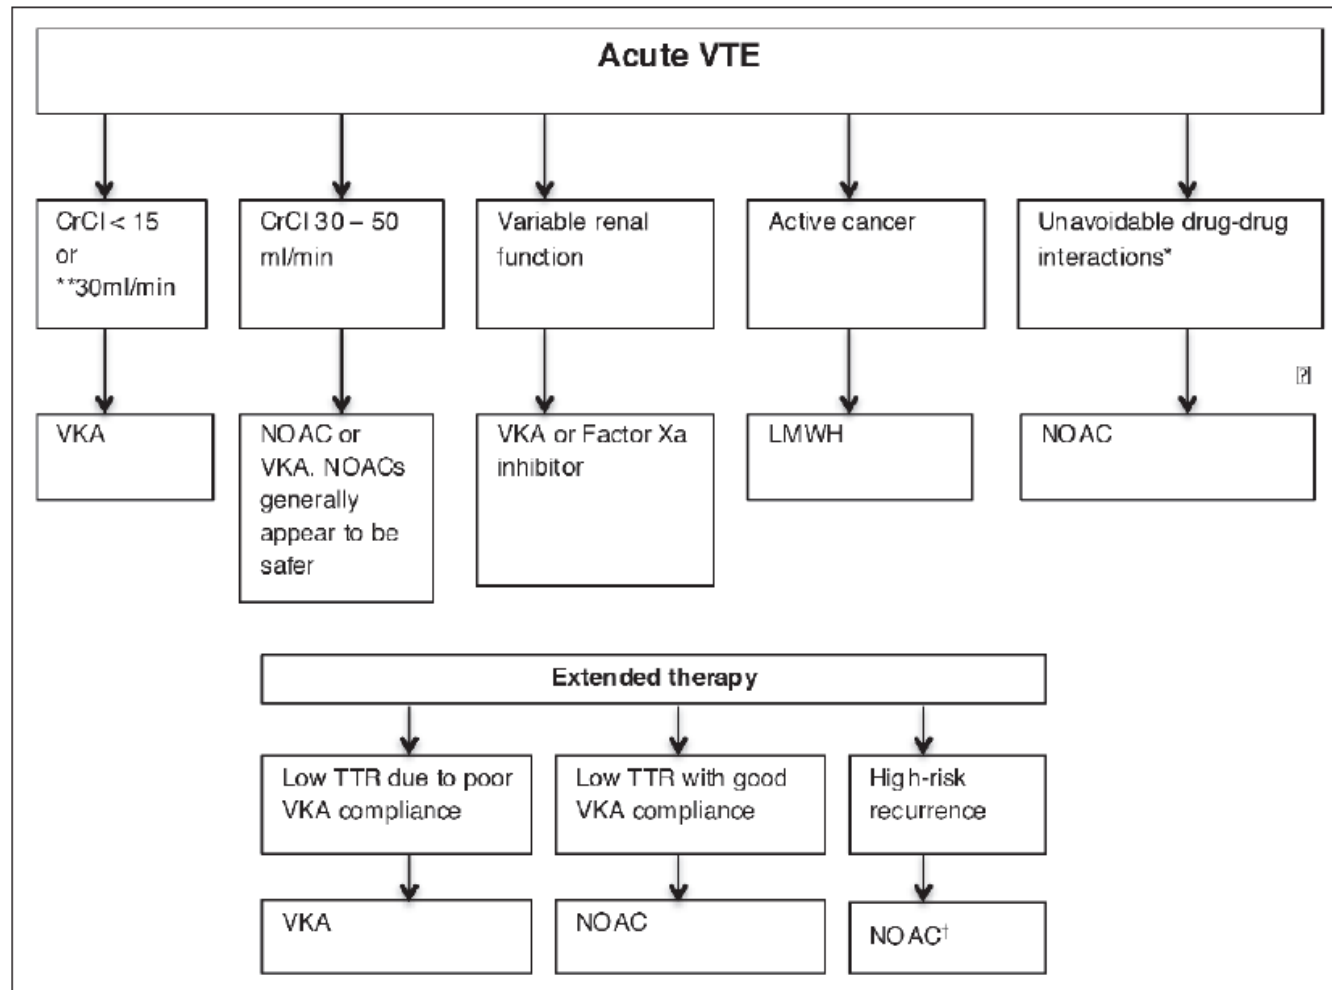 Acute VTE
CrCl < 15
or
**30ml/min
CrCl 30 – 50
ml/min
Variable renal
function
Active cancer
Unavoidable drug-drug
interactions*
VKA
NOAC or
VKA. NOACs
generally
appear to be
safer
VKA or Factor Xa
inhibitor
LMWH
NOAC
Extended therapy
Low TTR due to poor
VKA compliance
Low TTR with good
VKA compliance
High-risk
recurrence
VKA
NOAC
NOAC†